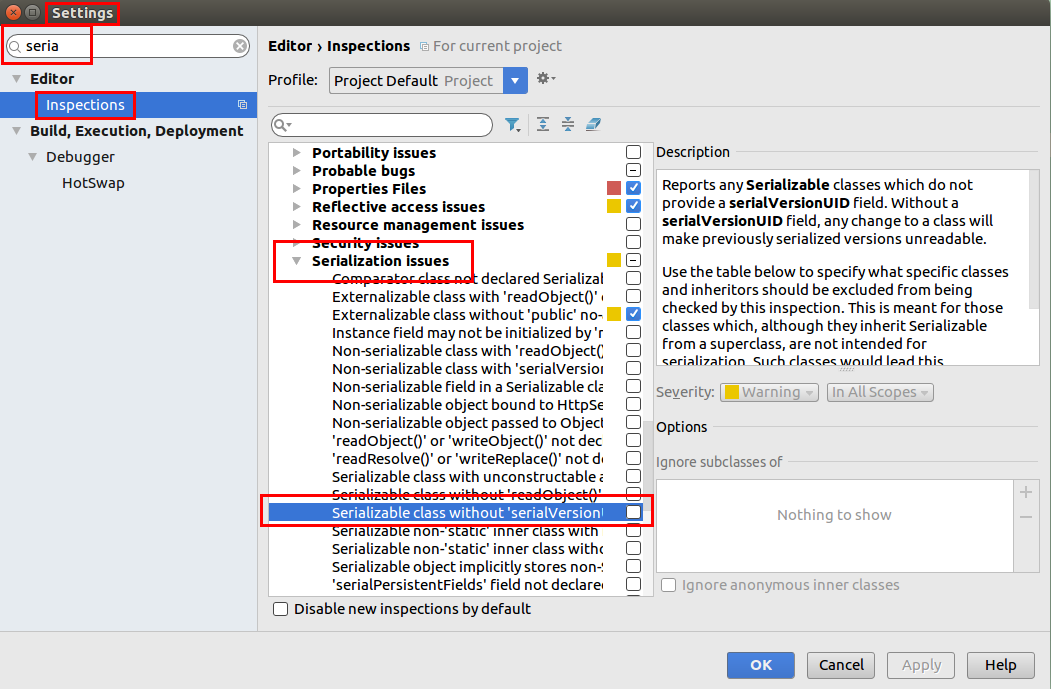 Settings
seria
Editor
Inspections
Build, Execution, Deployment
Debugger
HotSwap
Editor › Inspections For current project
Profile: Project Default Project
Portability issues
Probable bugs
Properties Files
Reflective access issues
Resource management issues
Security issues
Serialization issues
Comparator class not declared Serializab
Externalizable class with 'readObject()'
Externalizable class without 'public' no-
Instance field may not be initialized by 'r
Non-serializable class with 'readObject()
Non-serializable class with 'serialVersion
Non-serializable field in a Serializable cla
Non-serializable object bound to HttpSe
Non-serializable object passed to Object
'readObject()' or 'writeObject()' not decl
'readResolve()' or 'writeReplace()' not d
Serializable class with unconstructable a
Serializable class without 'readObject()'
Serializable class without 'serialVersionU
Serializable non-'static' inner class with
Serializable non-'static' inner class witho
Serializable object implicitly stores non-S
'serialPersistentFields' field not declare
Disable new inspections by default
Description
Reports any Serializable classes which do not
provide a serialVersionUID field. Without a
serialVersionUID field, any change to a class will
make previously serialized versions unreadable.
Use the table below to specify what specific classes
and inheritors should be excluded from being
checked by this inspection. This is meant for those
classes which, although they inherit Serializable
from a superclass, are not intended for
serialization. Such classes would lead this
Severity: Warning In All Scopes
Options
Ignore subclasses of
Nothing to show
Ignore anonymous inner classes
OK Cancel Apply Help